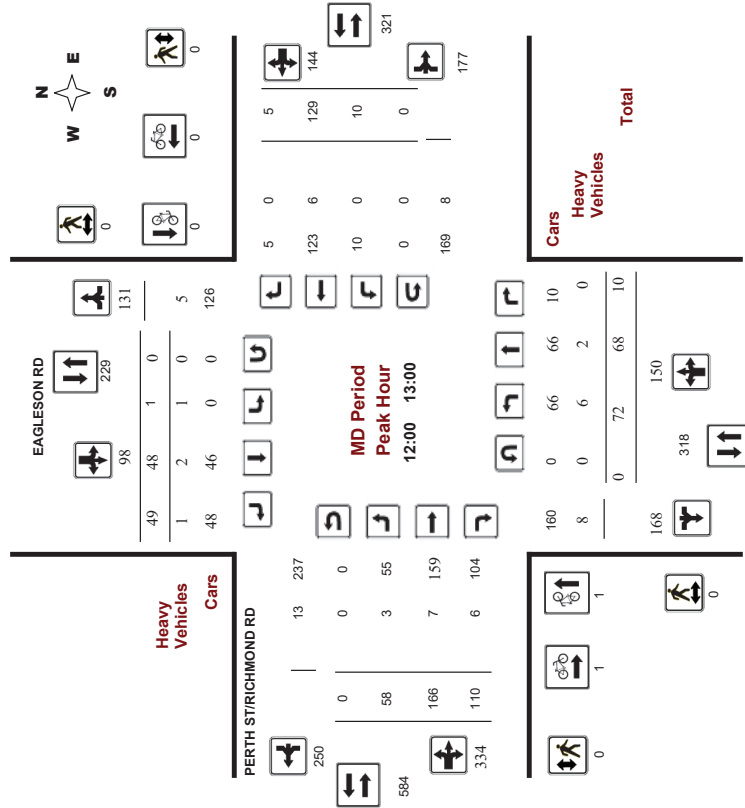 N
W E
S
0
0
0
0
EAGLESON RD
229
98
131
49 48 1 0
1 2 1 0 5
48 46 0 0 126
Heavy
Vehicles
Cars
321
144
177
5 0 5
123 6 129
10 0 10
0 0 0
169 8
MD Period
Peak Hour
12:00 13:00
PERTH ST/RICHMOND RD
250
584
334
13 237
0 0 0
58 3 55
166 7 159
110 6 104
Cars
Heavy
Vehicles
Total
160 0 66 66 10
8 0 6 2 0
0 72 68 10
168
150
318
1
1
0
0